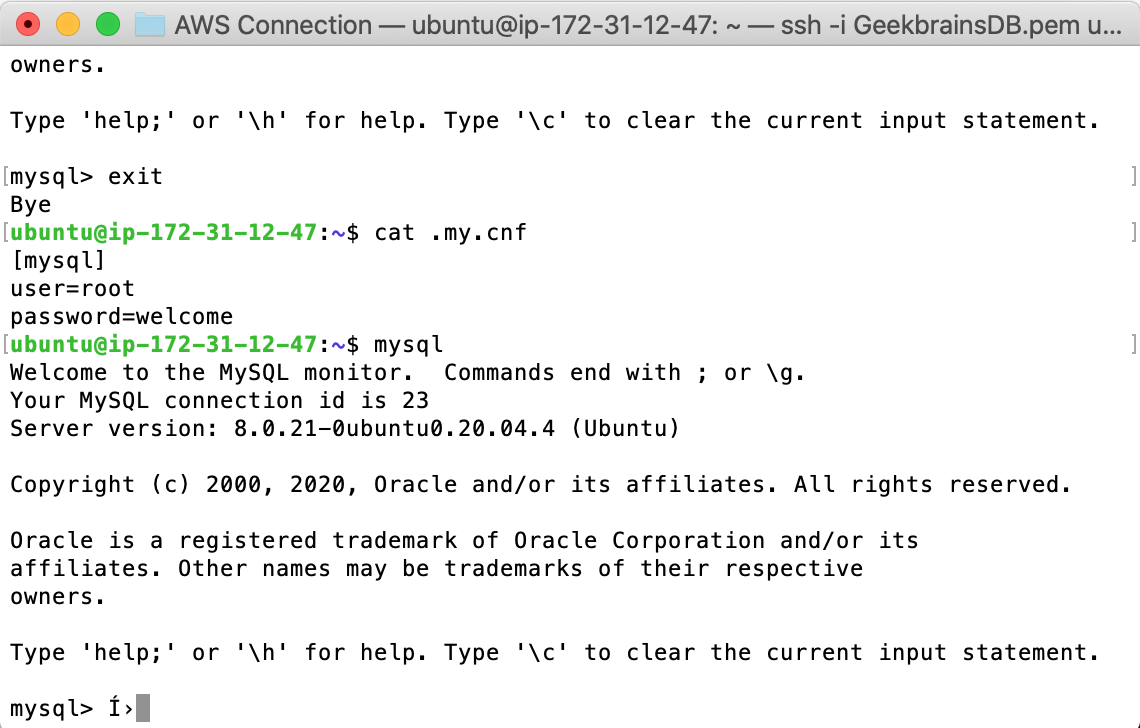 AWS Connection — ubuntu@ip-172-31-12-47: ~ — ssh -i GeekbrainsDB.pem u...
owners.
Type 'help;' or '\h' for help. Type '\c' to clear the current input statement.
[mysql> exit ]
Bye
[ubuntu@ip-172-31-12-47:~$ cat .my.cnf ]
[mysql]
user=root
password=welcome
[ubuntu@ip-172-31-12-47:~$ mysql ]
Welcome to the MySQL monitor.  Commands end with ; or \g.
Your MySQL connection id is 23
Server version: 8.0.21-0ubuntu0.20.04.4 (Ubuntu)
Copyright (c) 2000, 2020, Oracle and/or its affiliates. All rights reserved.
Oracle is a registered trademark of Oracle Corporation and/or its
affiliates. Other names may be trademarks of their respective
owners.
Type 'help;' or '\h' for help. Type '\c' to clear the current input statement.
mysql> Í›